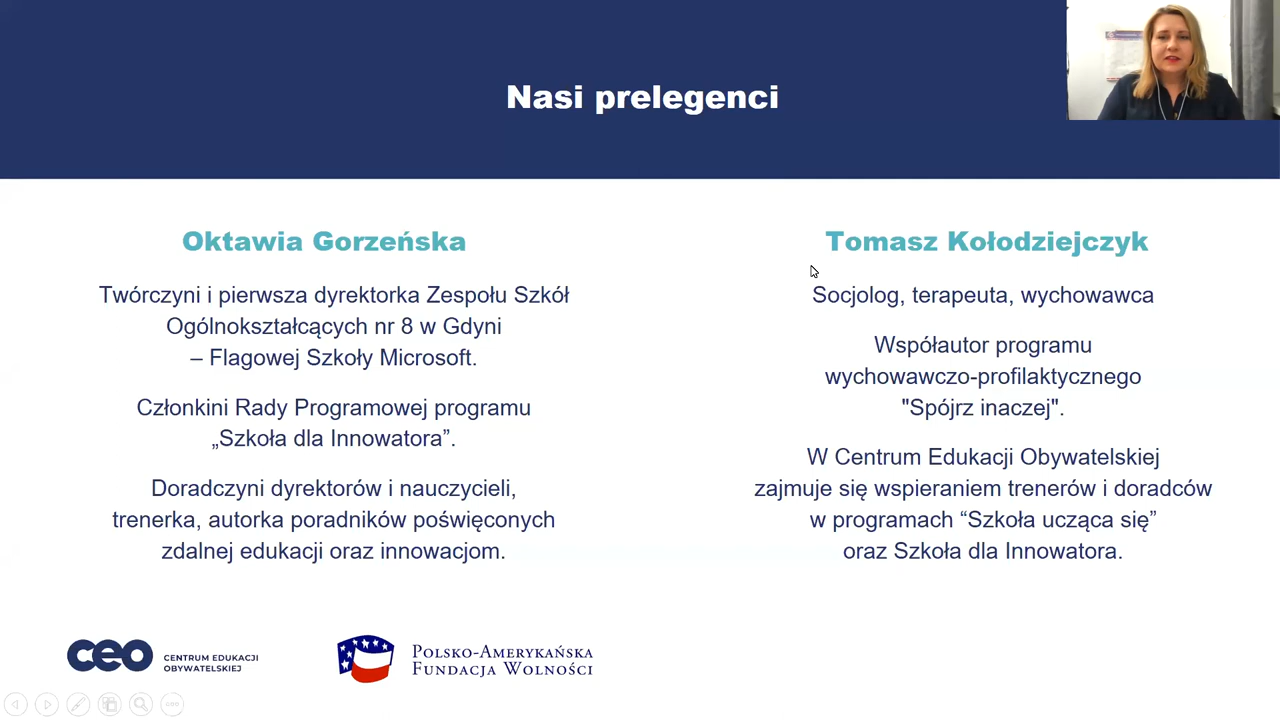 Nasi prelegenci
Oktawia Gorzeńska
Twórczyni i pierwsza dyrektorka Zespołu Szkół
Ogólnokształcących nr 8 w Gdyni
– Flagowej Szkoły Microsoft.
Członkini Rady Programowej programu
„Szkoła dla Innowatora”.
Doradczyni dyrektorów i nauczycieli,
trenerka, autorka poradników poświęconych
zdalnej edukacji oraz innowacjom.
Tomasz Kołodziejczyk
Socjolog, terapeuta, wychowawca
Współautor programu
wychowawczo-profilaktycznego
"Spójrz inaczej".
W Centrum Edukacji Obywatelskiej
zajmuje się wspieraniem trenerów i doradców
w programach “Szkoła ucząca się”
oraz Szkoła dla Innowatora.
ceo
CENTRUM EDUKACJI
OBYWATELSKIEJ
POLSKO-AMERYKAŃSKA
FUNDACJA WOLNOŚCI